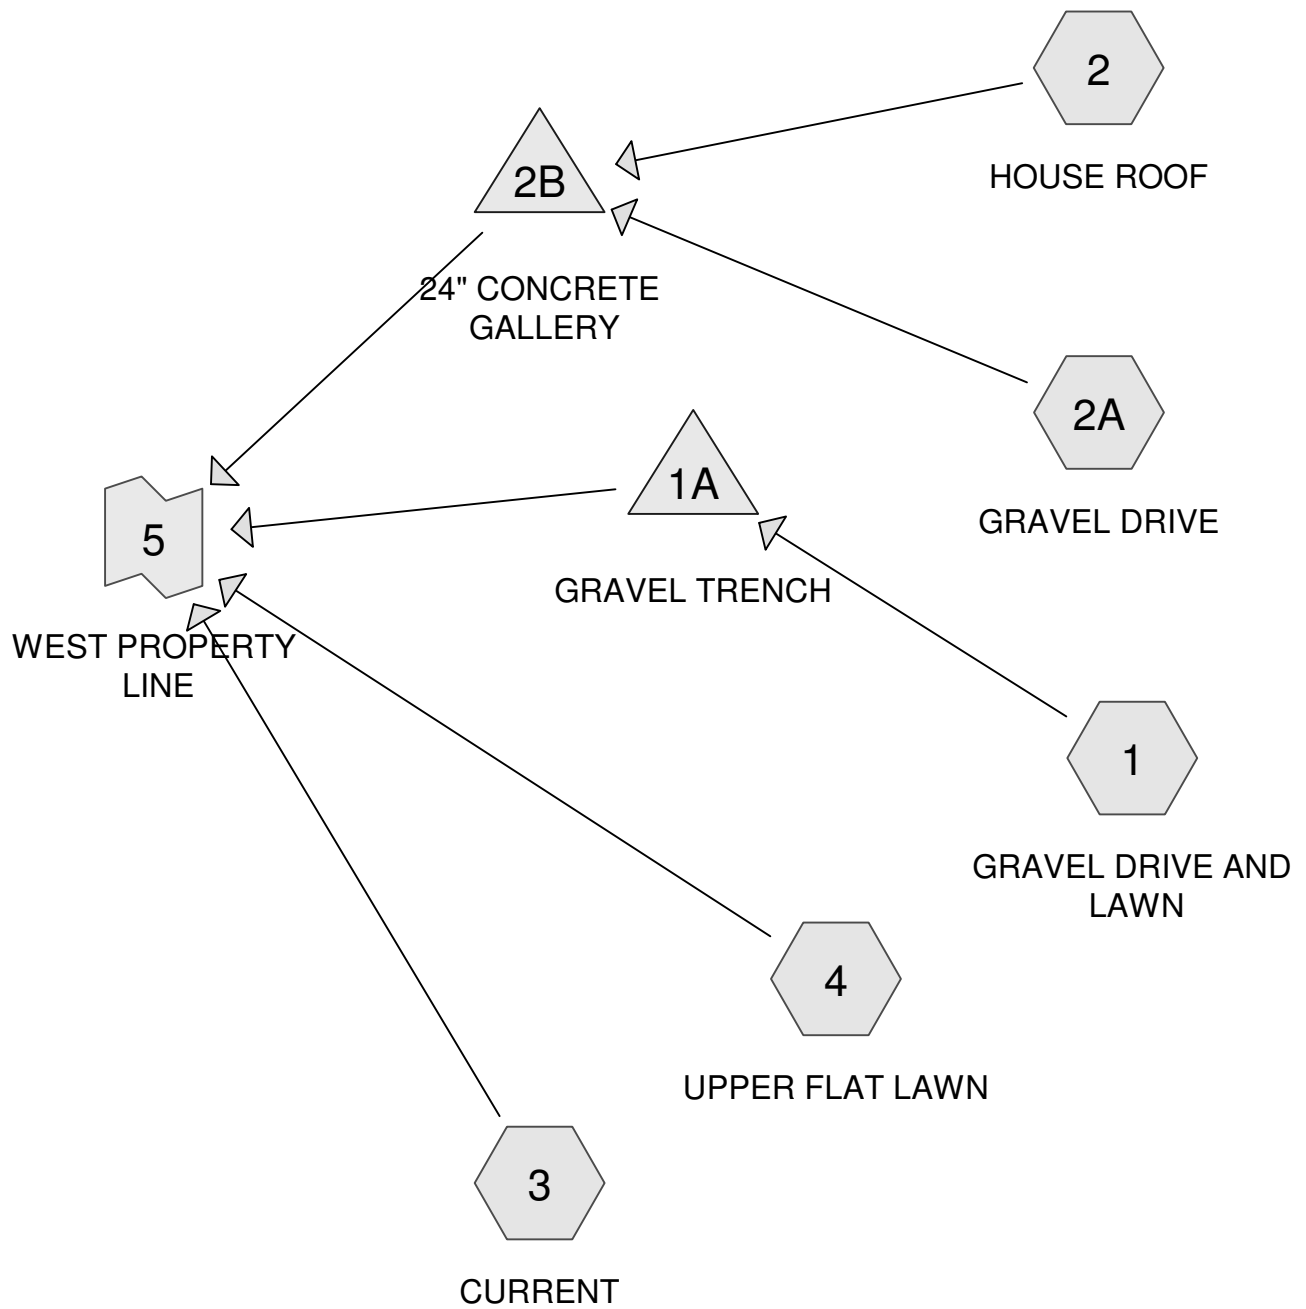 2
HOUSE ROOF
2B
24" CONCRETE
GALLERY
2A
GRAVEL DRIVE
1A
GRAVEL TRENCH
5
WEST PROPERTY
LINE
1
GRAVEL DRIVE AND
LAWN
4
UPPER FLAT LAWN
3
CURRENT